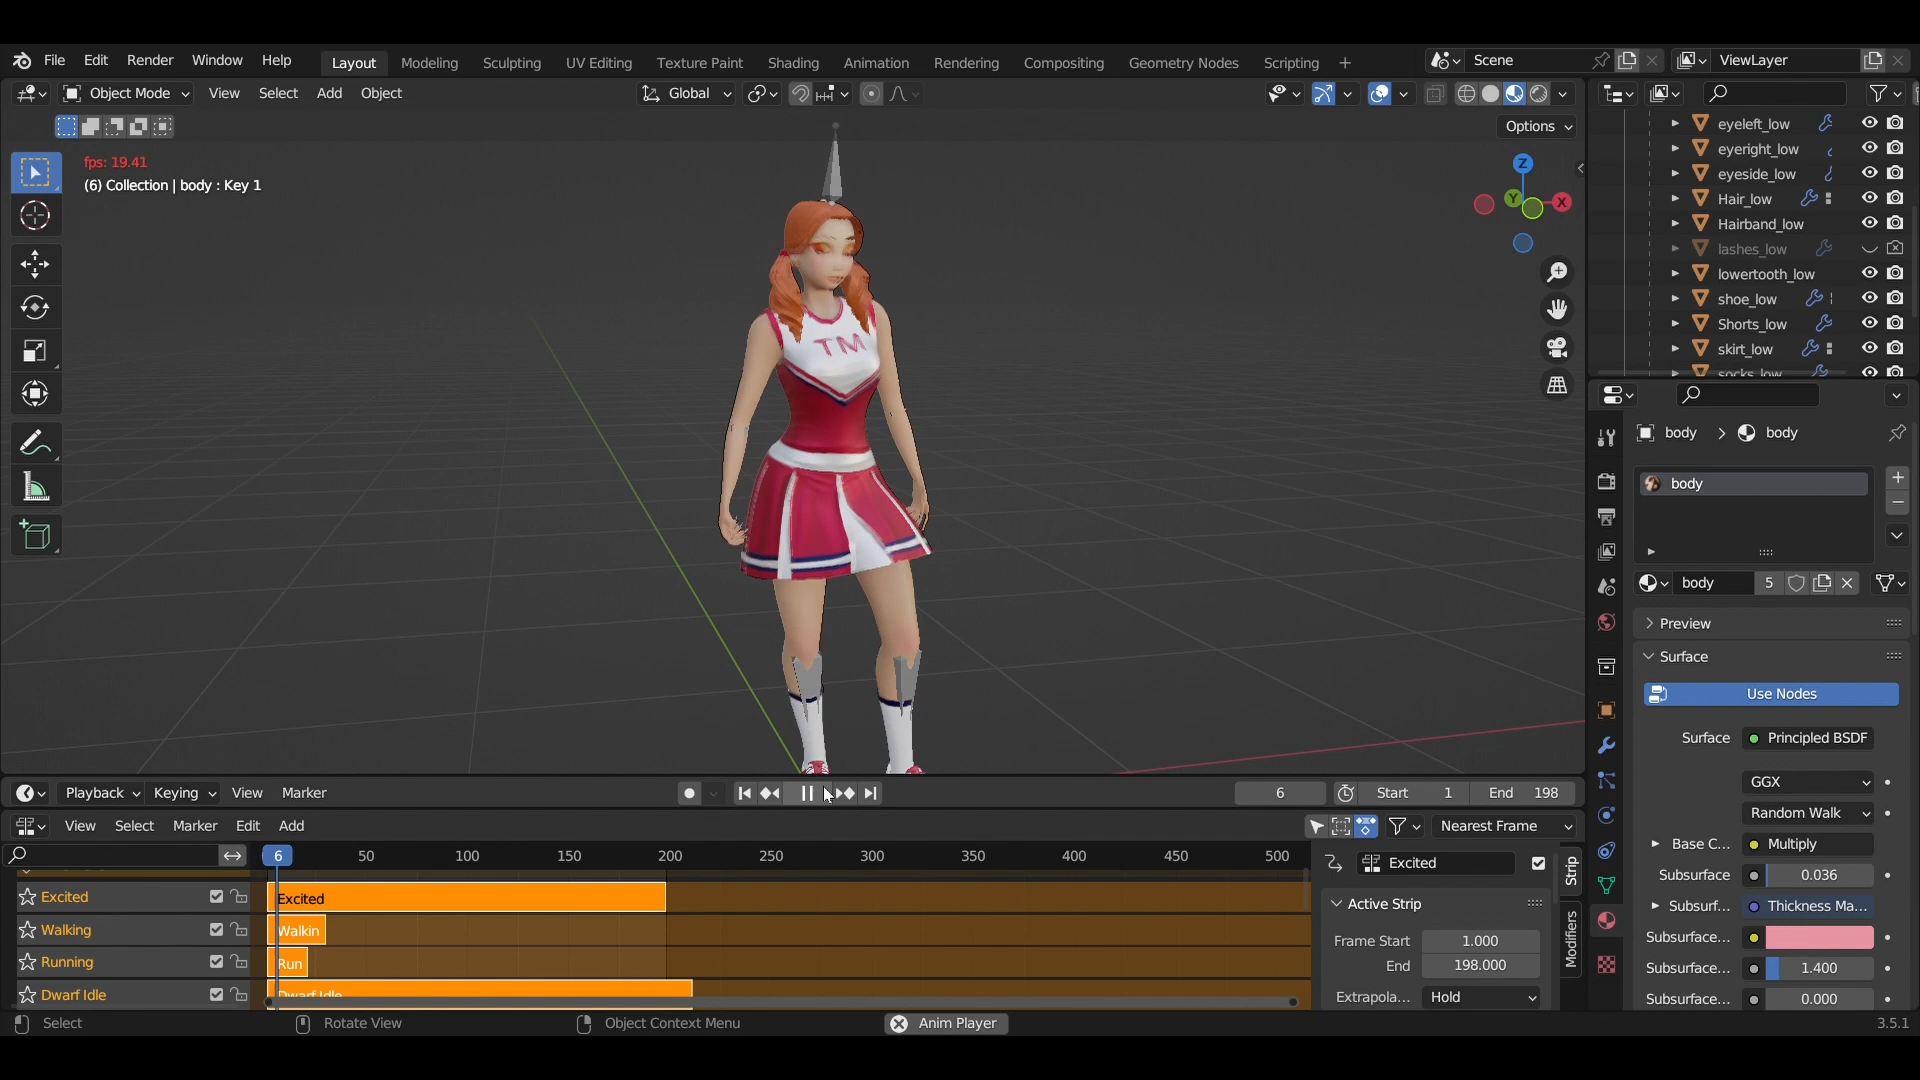 File Edit Render Window Help Layout Modeling Sculpting UV Editing Texture Paint Shading Animation Rendering Compositing Geometry Nodes Scripting + Scene ViewLayer
Object Mode View Select Add Object Global
Options
fps: 19.41
(6) Collection | body : Key 1
Z
Y
X
TM
eyeleft_low
eyeright_low
eyeside_low
Hair_low
Hairband_low
lashes_low
lowertooth_low
shoe_low
Shorts_low
skirt_low
socks_low
body > body
body
body 5
Preview
Surface
Use Nodes
Surface Principled BSDF
GGX
Random Walk
Base C... Multiply
Subsurface 0.036
Subsurf... Thickness Ma...
Subsurface...
Subsurface... 1.400
Subsurface... 0.000
Playback Keying View Marker 6 Start 1 End 198
View Select Marker Edit Add Nearest Frame
6 50 100 150 200 250 300 350 400 450 500
Excited Excited
Walking Walkin
Running Run
Dwarf Idle Dwarf Idle
Excited
Active Strip
Frame Start 1.000
End 198.000
Extrapola... Hold
Strip
Modifiers
Select Rotate View Object Context Menu Anim Player 3.5.1